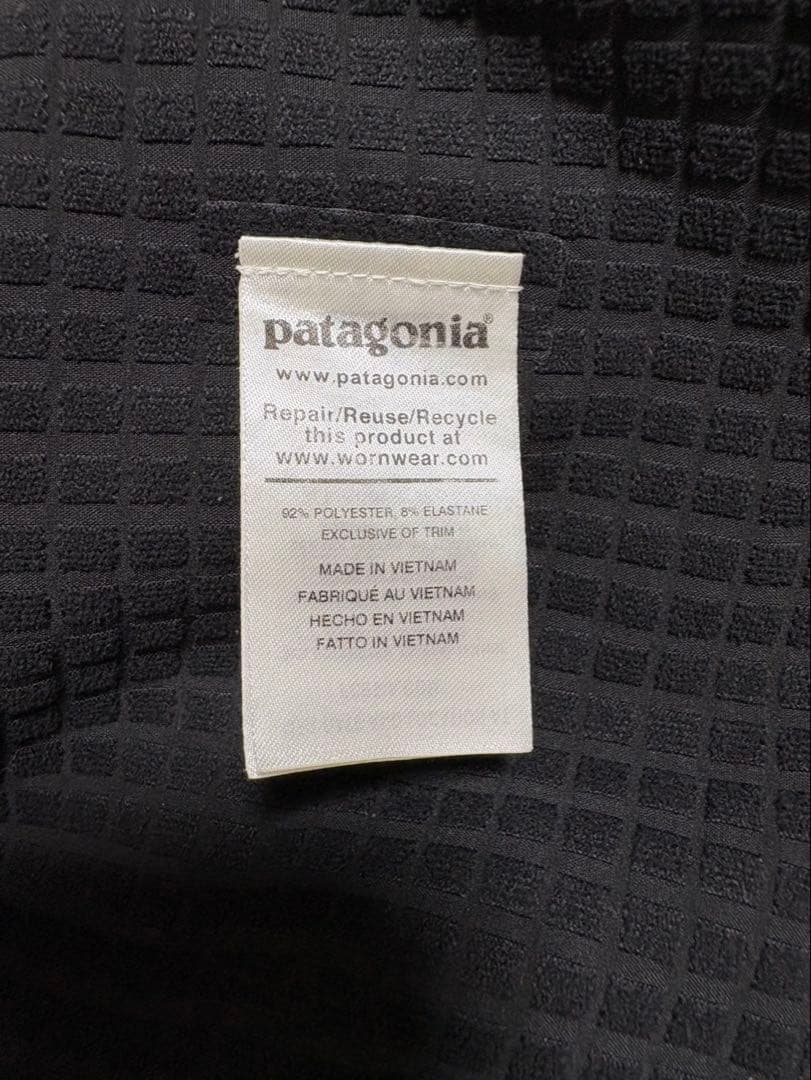 patagonia®
www.patagonia.com
Repair/Reuse/Recycle
this product at
www.wornwear.com
92% POLYESTER, 8% ELASTANE
EXCLUSIVE OF TRIM
MADE IN VIETNAM
FABRIQUÉ AU VIETNAM
HECHO EN VIETNAM
FATTO IN VIETNAM